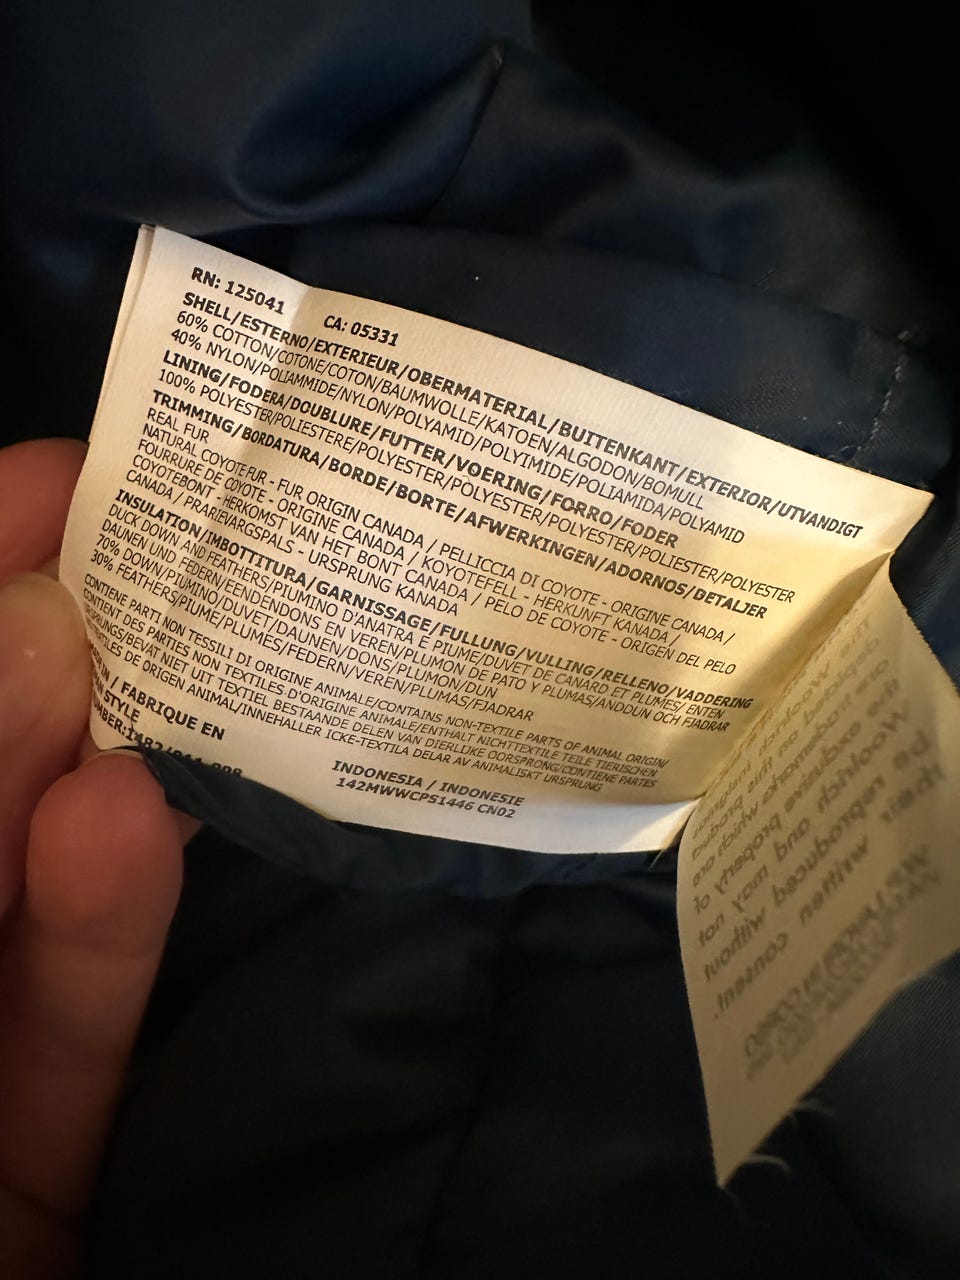 RN: 125041 CA: 05331
SHELL/ESTERNO/EXTERIEUR/OBERMATERIAL/BUITENKANT/EXTERIOR/UTVANDIGT
60% COTTON/COTONE/COTON/BAUMWOLLE/KATOEN/ALGODON/BOMULL
40% NYLON/POLIAMMIDE/NYLON/POLYAMID/POLYIMIDE/POLIAMIDA/POLYAMID
LINING/FODERA/DOUBLURE/FUTTER/VOERING/FORRO/FODER
100% POLYESTER/POLIESTERE/POLYESTER/POLYESTER/POLYESTER/POLIESTER/POLYESTER
TRIMMING/BORDATURA/BORDE/BORTE/AFWERKINGEN/ADORNOS/DETALJER
REAL FUR
NATURAL COYOTE FUR - FUR ORIGIN CANADA / PELLICCIA DI COYOTE - ORIGINE CANADA /
FOURRURE DE COYOTE - ORIGINE CANADA / KOYOTEFELL - HERKUNFT KANADA /
COYOTEBONT - HERKOMST VAN HET BONT CANADA / PELO DE COYOTE - ORIGEN DEL PELO
CANADA / PRARIEVARGSPALS - URSPRUNG KANADA
INSULATION/IMBOTTITURA/GARNISSAGE/FULLUNG/VULLING/RELLENO/VADDERING
DUCK DOWN AND FEATHERS/PIUMINO D'ANATRA E PIUME/DUVET DE CANARD ET PLUMES/ ENTEN
DAUNEN UND FEDERN/EENDENDONS EN VEREN/PLUMON DE PATO Y PLUMAS/ANDDUN OCH FJADRAR
70% DOWN/PIUMINO/DUVET/DAUNEN/DONS/PLUMON/DUN
30% FEATHERS/PIUME/PLUMES/FEDERN/VEREN/PLUMAS/FJADRAR
CONTIENE PARTI NON TESSILI DI ORIGINE ANIMALE/CONTAINS NON-TEXTILE PARTS OF ANIMAL ORIGIN/
CONTIENT DES PARTIES NON TEXTILES D'ORIGINE ANIMALE/ENTHALT NICHTTEXTILE TEILE TIERISCHEN
URSPRUNGS/BEVAT NIET UIT TEXTIEL BESTAANDE DELEN VAN DIERLIJKE OORSPRONG/CONTIENE PARTES
TEXTILES DE ORIGEN ANIMAL/INNEHALLER ICKE-TEXTILA DELAR AV ANIMALISKT URSPRUNG
IN / FABRIQUE EN INDONESIA / INDONESIE
STYLE 142MWWCPS1446 CN02